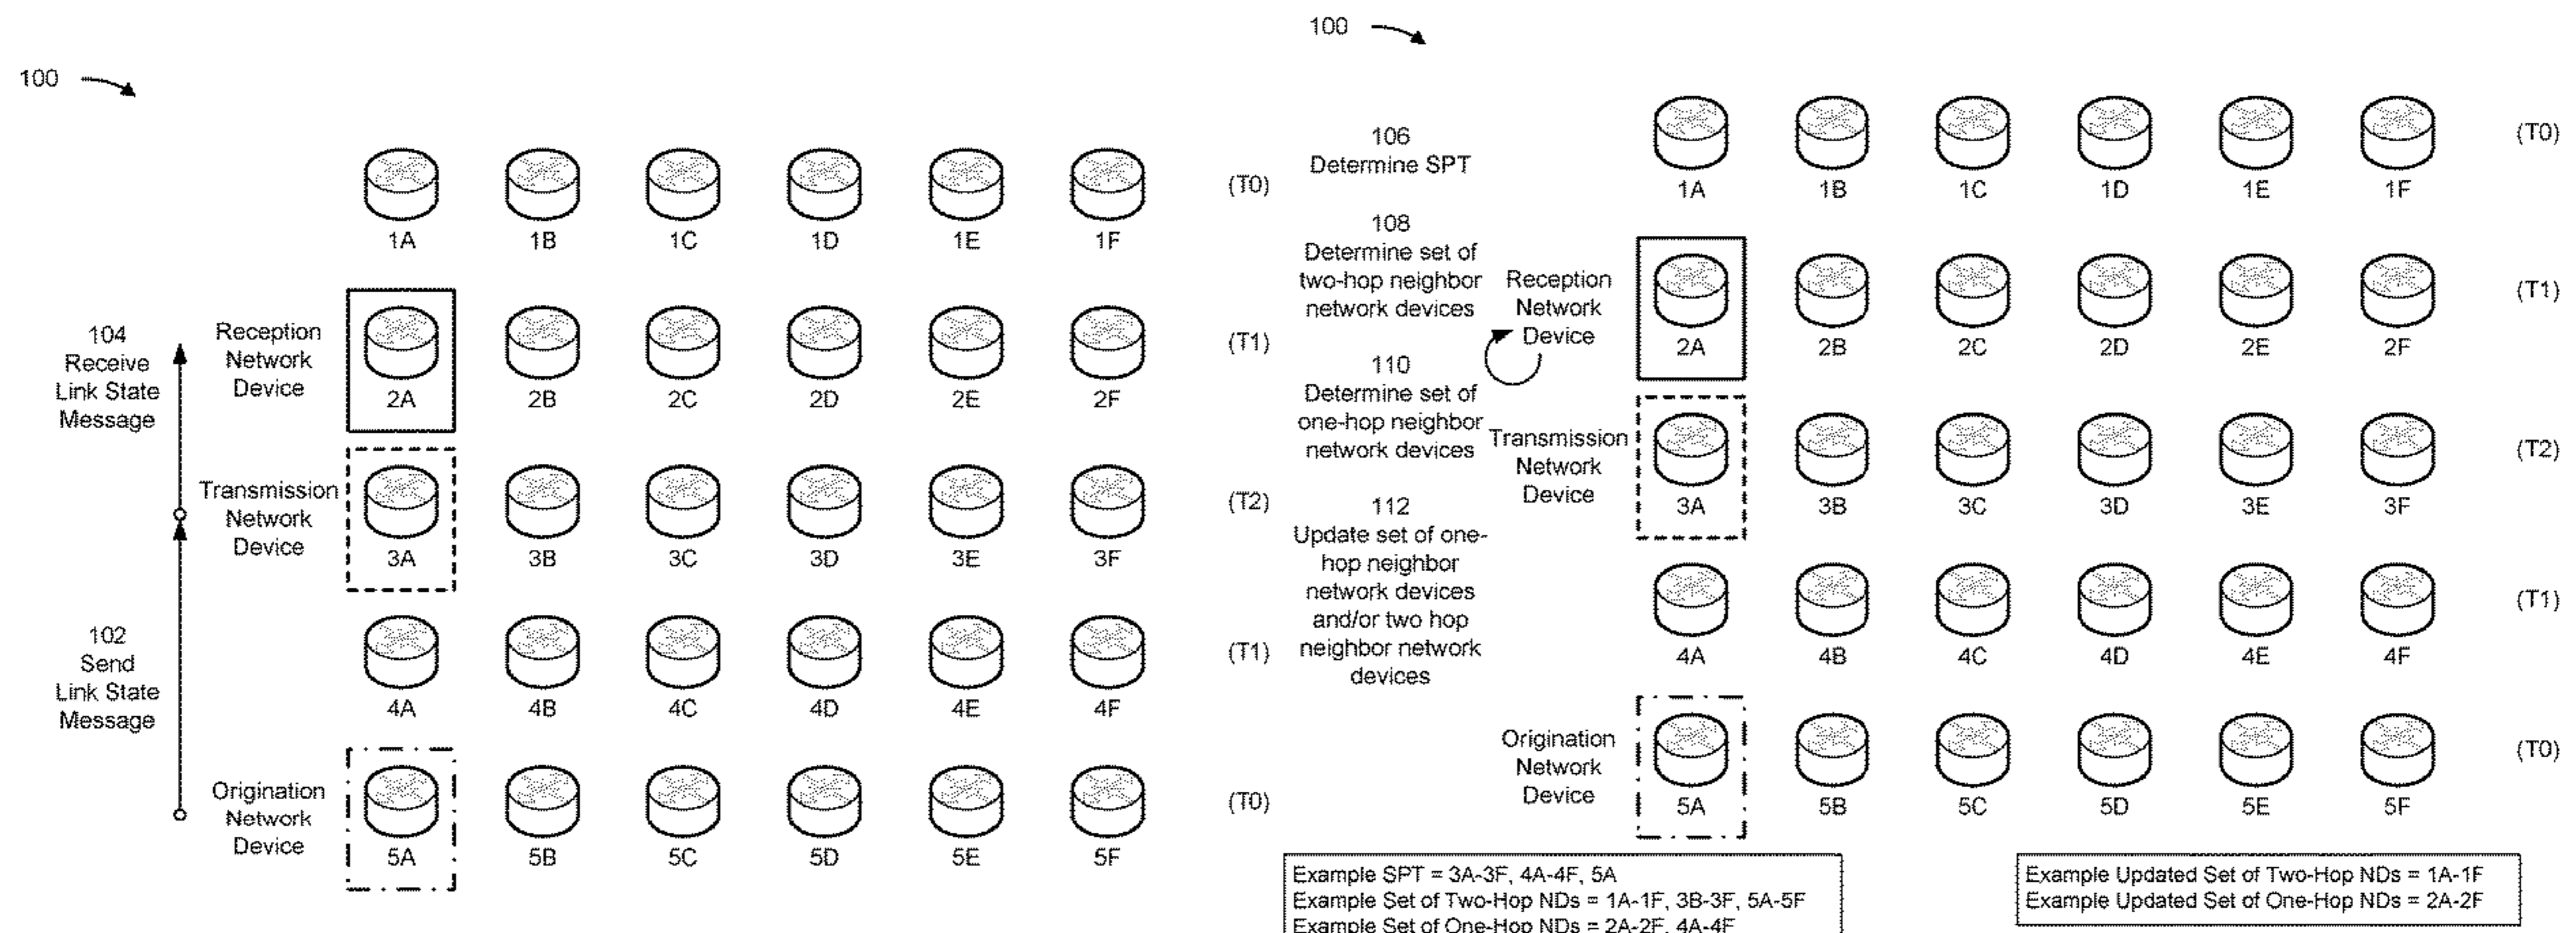 100
1A 1B 1C 1D 1E 1F
(T0)
104
Receive
Link State
Message
Reception
Network
Device
2A 2B 2C 2D 2E 2F
(T1)
Transmission
Network
Device
3A 3B 3C 3D 3E 3F
(T2)
102
Send
Link State
Message
4A 4B 4C 4D 4E 4F
(T1)
Origination
Network
Device
5A 5B 5C 5D 5E 5F
(T0)
100
106
Determine SPT
1A 1B 1C 1D 1E 1F
(T0)
108
Determine set of
two-hop neighbor
network devices
Reception
Network
Device
2A 2B 2C 2D 2E 2F
(T1)
110
Determine set of
one-hop neighbor
network devices
Transmission
Network
Device
3A 3B 3C 3D 3E 3F
(T2)
112
Update set of one-
hop neighbor
network devices
and/or two hop
neighbor network
devices
4A 4B 4C 4D 4E 4F
(T1)
Origination
Network
Device
5A 5B 5C 5D 5E 5F
(T0)
Example SPT = 3A-3F, 4A-4F, 5A
Example Set of Two-Hop NDs = 1A-1F, 3B-3F, 5A-5F
Example Set of One-Hop NDs = 2A-2F, 4A-4F
Example Updated Set of Two-Hop NDs = 1A-1F
Example Updated Set of One-Hop NDs = 2A-2F